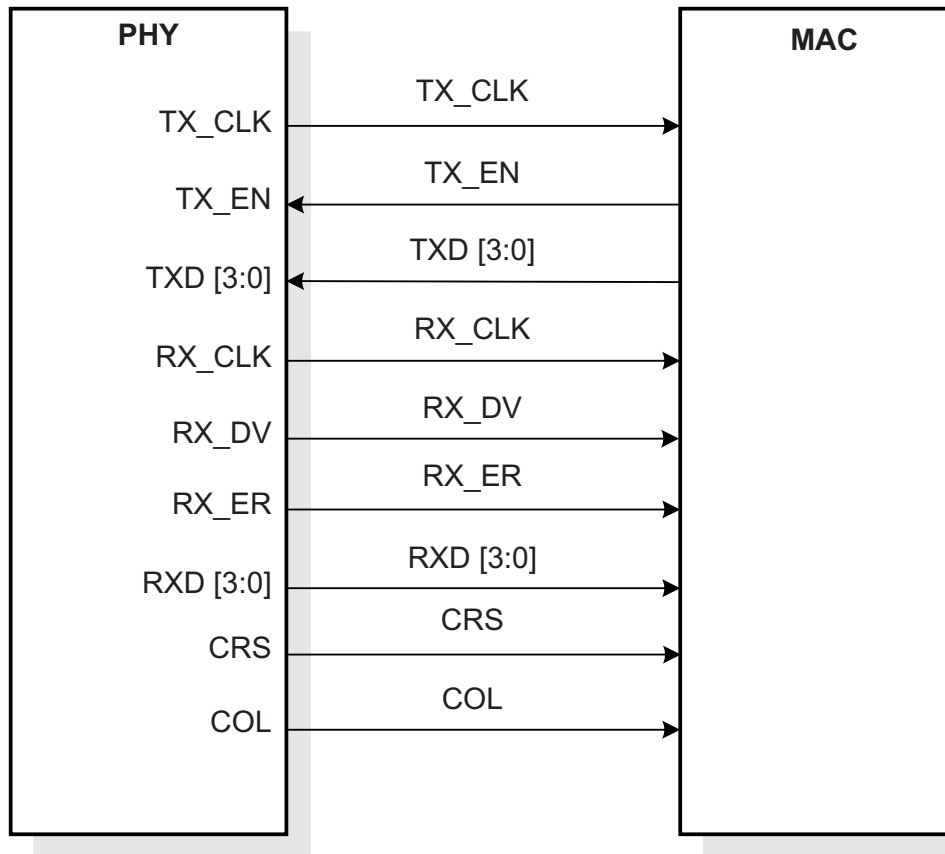 PHY
MAC
TX_CLK
TX_CLK
TX_EN
TX_EN
TXD [3:0]
TXD [3:0]
RX_CLK
RX_CLK
RX_DV
RX_DV
RX_ER
RX_ER
RXD [3:0]
RXD [3:0]
CRS
CRS
COL
COL